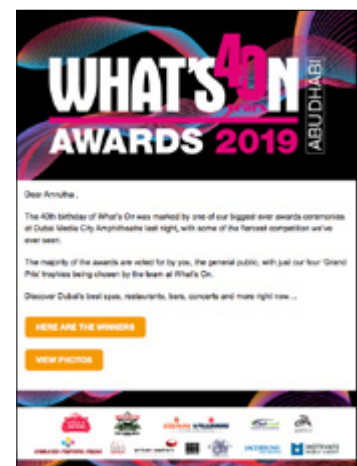 WHAT'S 40 N
AWARDS 2019
ABU DHABI
Dear Amrutha,
The 40th birthday of What's On was marked by one of our biggest ever awards ceremonies
at Dubai Media City Amphitheatre last night, with some of the fiercest competition we've
ever seen.
The majority of the awards are voted for by you, the general public, with just our four 'Grand
Prix' trophies being chosen by the team at What's On.
Discover Dubai's best spas, restaurants, bars, concerts and more right now...
HERE ARE THE WINNERS
VIEW PHOTOS
MOTIVATE